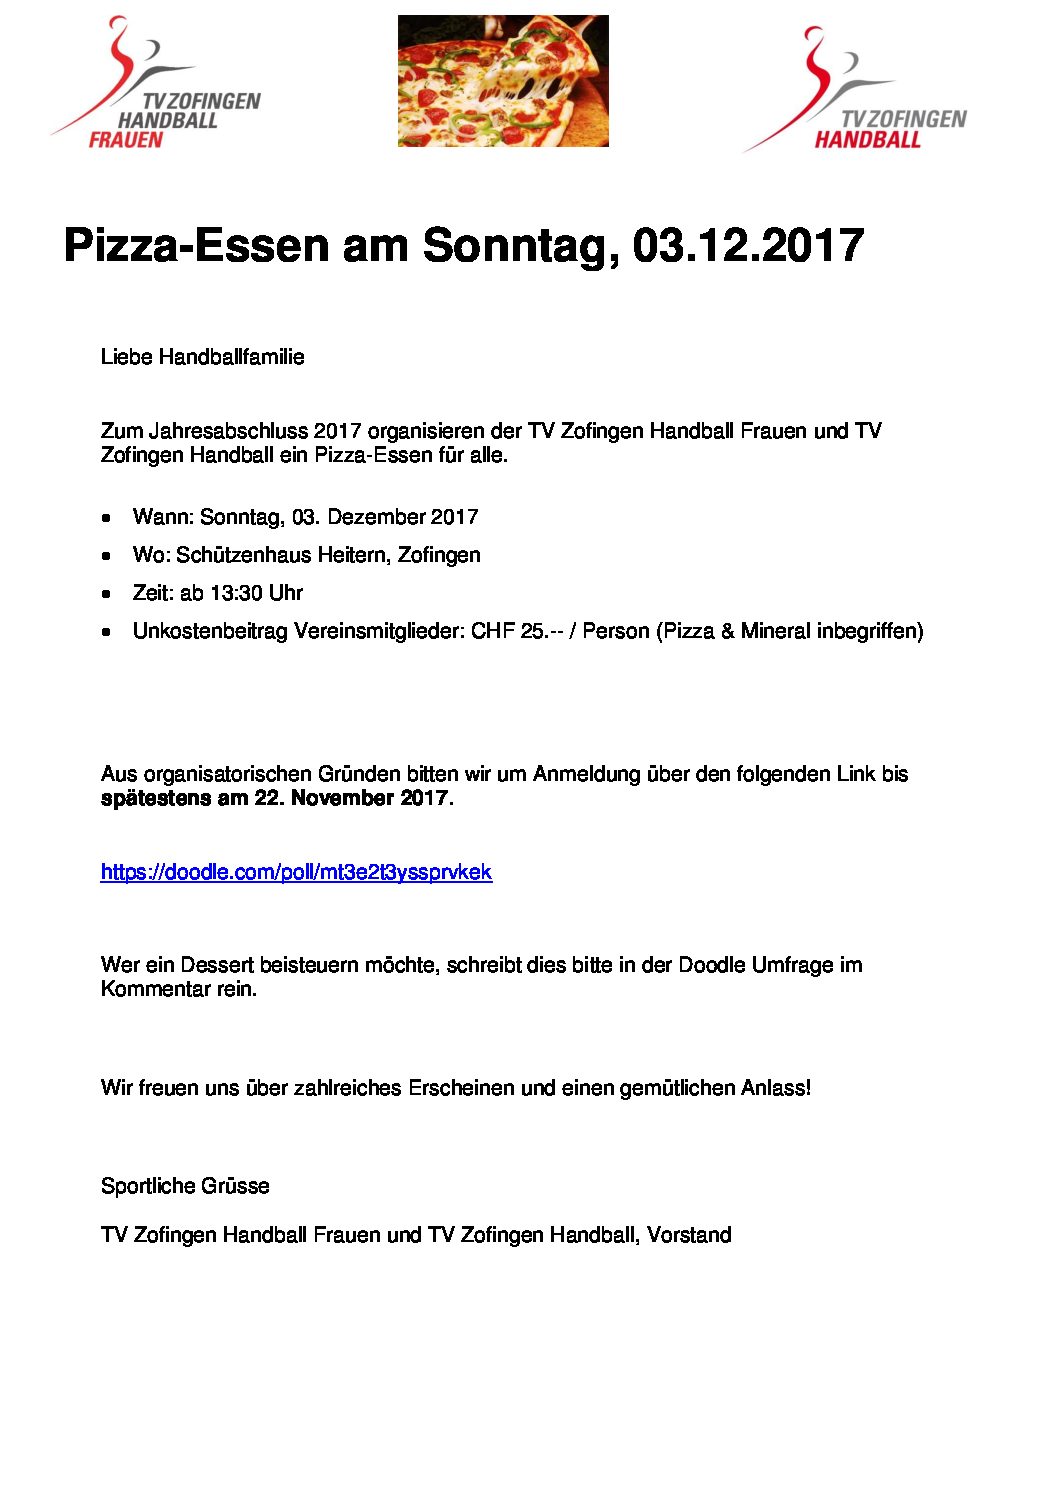 TV ZOFINGEN
HANDBALL
FRAUEN
TV ZOFINGEN
HANDBALL
Pizza-Essen am Sonntag, 03.12.2017
Liebe Handballfamilie
Zum Jahresabschluss 2017 organisieren der TV Zofingen Handball Frauen und TV
Zofingen Handball ein Pizza-Essen für alle.
• Wann: Sonntag, 03. Dezember 2017
• Wo: Schützenhaus Heitern, Zofingen
• Zeit: ab 13:30 Uhr
• Unkostenbeitrag Vereinsmitglieder: CHF 25.-- / Person (Pizza & Mineral inbegriffen)
Aus organisatorischen Gründen bitten wir um Anmeldung über den folgenden Link bis
spätestens am 22. November 2017.
https://doodle.com/poll/mt3e2t3yssprvkek
Wer ein Dessert beisteuern möchte, schreibt dies bitte in der Doodle Umfrage im
Kommentar rein.
Wir freuen uns über zahlreiches Erscheinen und einen gemütlichen Anlass!
Sportliche Grüsse
TV Zofingen Handball Frauen und TV Zofingen Handball, Vorstand